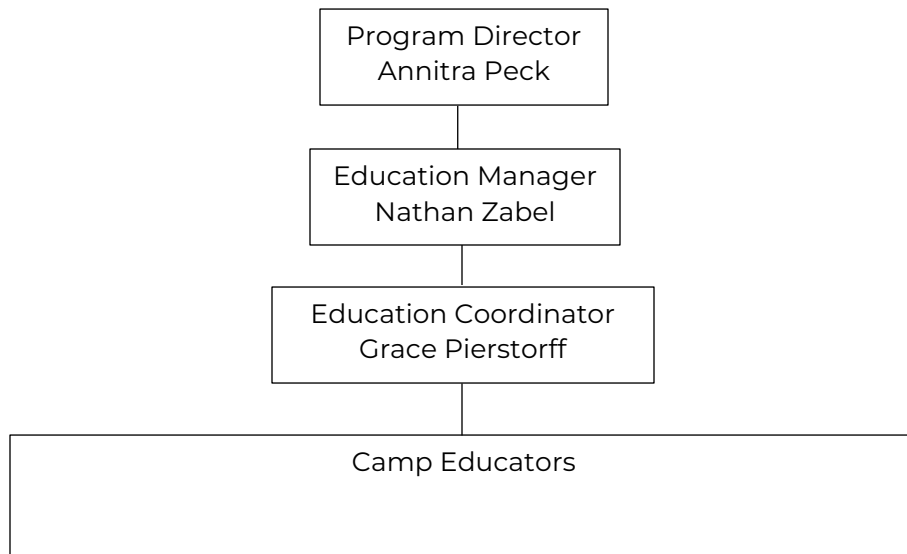 Program Director
Annitra Peck
Education Manager
Nathan Zabel
Education Coordinator
Grace Pierstorff
Camp Educators